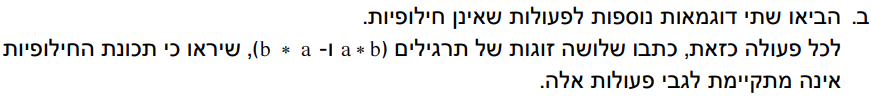 ב. הביאו שתי דוגמאות נוספות לפעולות שאינן חילופיות.
לכל פעולה כזאת, כתבו שלושה זוגות של תרגילים (a * b ו- b * a), שיראו כי תכונת החילופיות
אינה מתקיימת לגבי פעולות אלה.